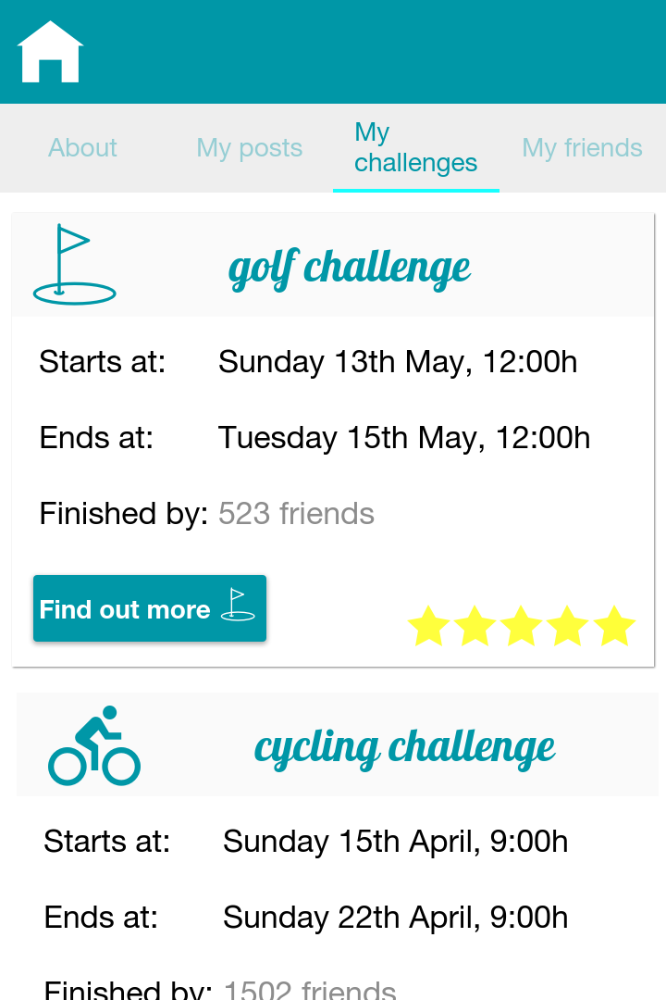 About
My posts
My
challenges
My friends
golf challenge
Starts at: Sunday 13th May, 12:00h
Ends at: Tuesday 15th May, 12:00h
Finished by: 523 friends
Find out more
cycling challenge
Starts at: Sunday 15th April, 9:00h
Ends at: Sunday 22th April, 9:00h
Finished by: 1502 friends